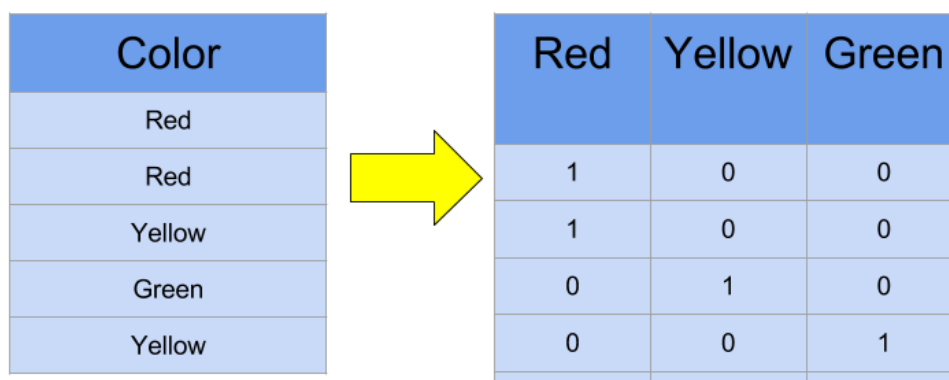 Color
Red
Red
Yellow
Green
Yellow
Red Yellow Green
1 0 0
1 0 0
0 1 0
0 0 1